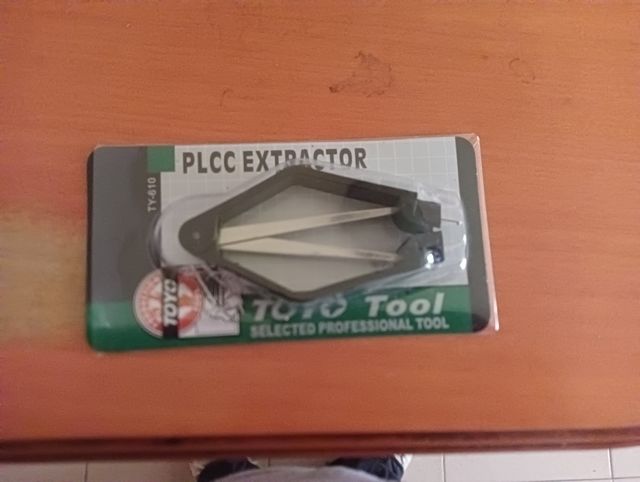 PLCC EXTRACTOR
TY-610
TOYO
TOYO Tool
SELECTED PROFESSIONAL TOOL